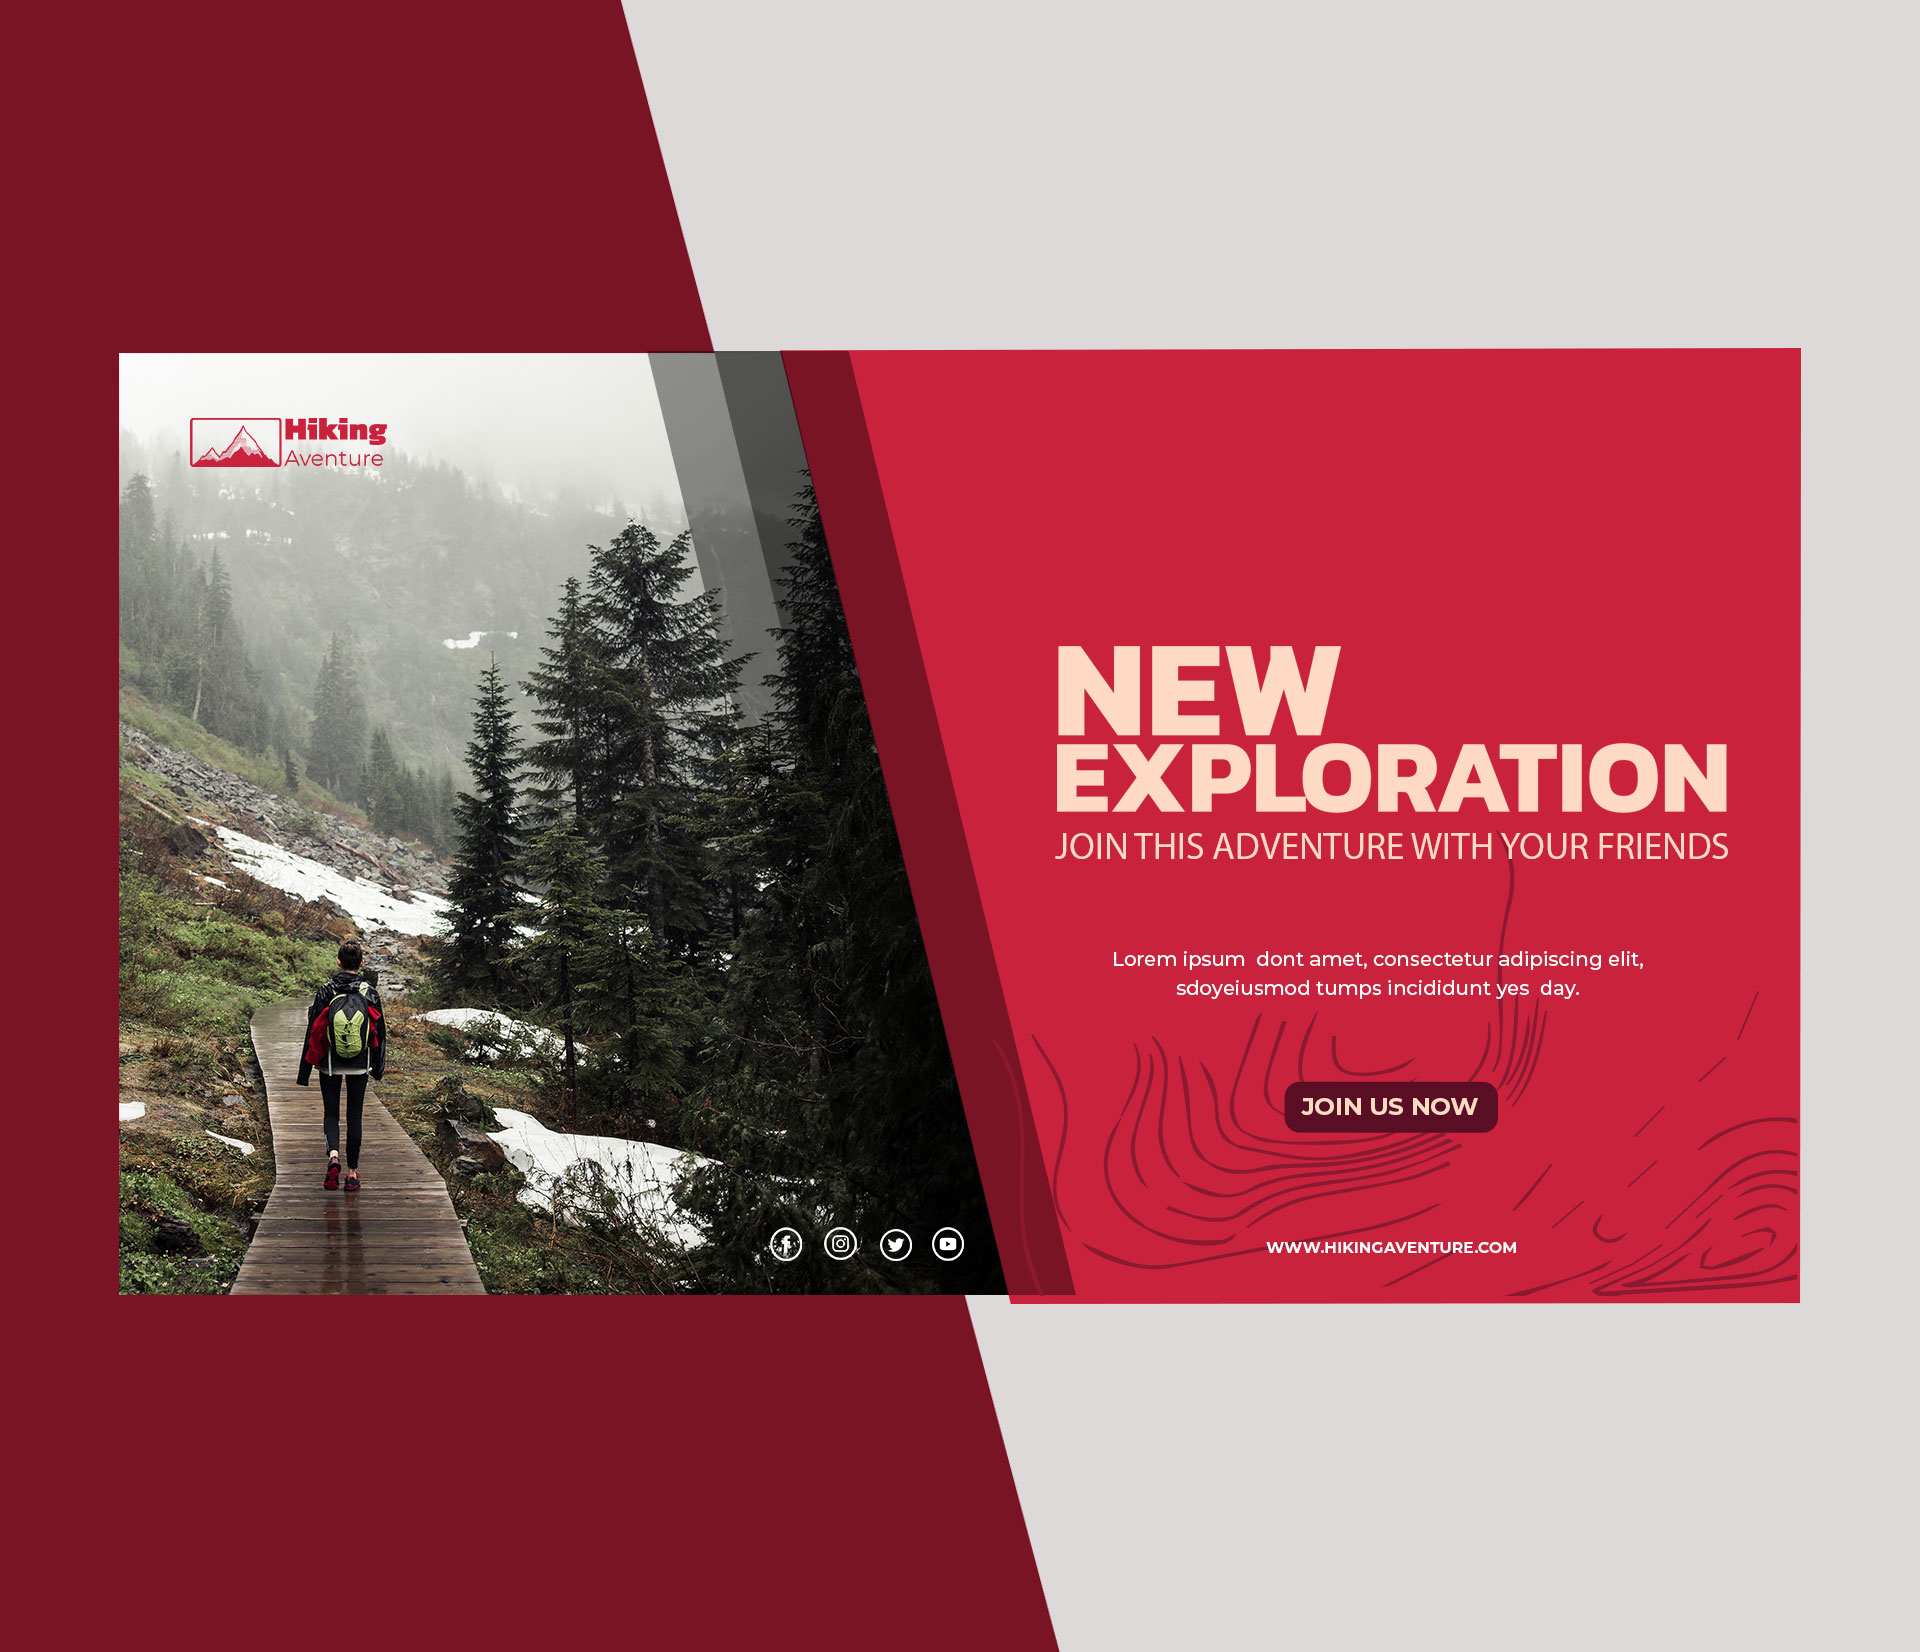 Hiking
Aventure
NEW
EXPLORATION
JOIN THIS ADVENTURE WITH YOUR FRIENDS
Lorem ipsum  dont amet, consectetur adipiscing elit,
sdoyeiusmod tumps incididunt yes  day.
JOIN US NOW
WWW.HIKINGAVENTURE.COM